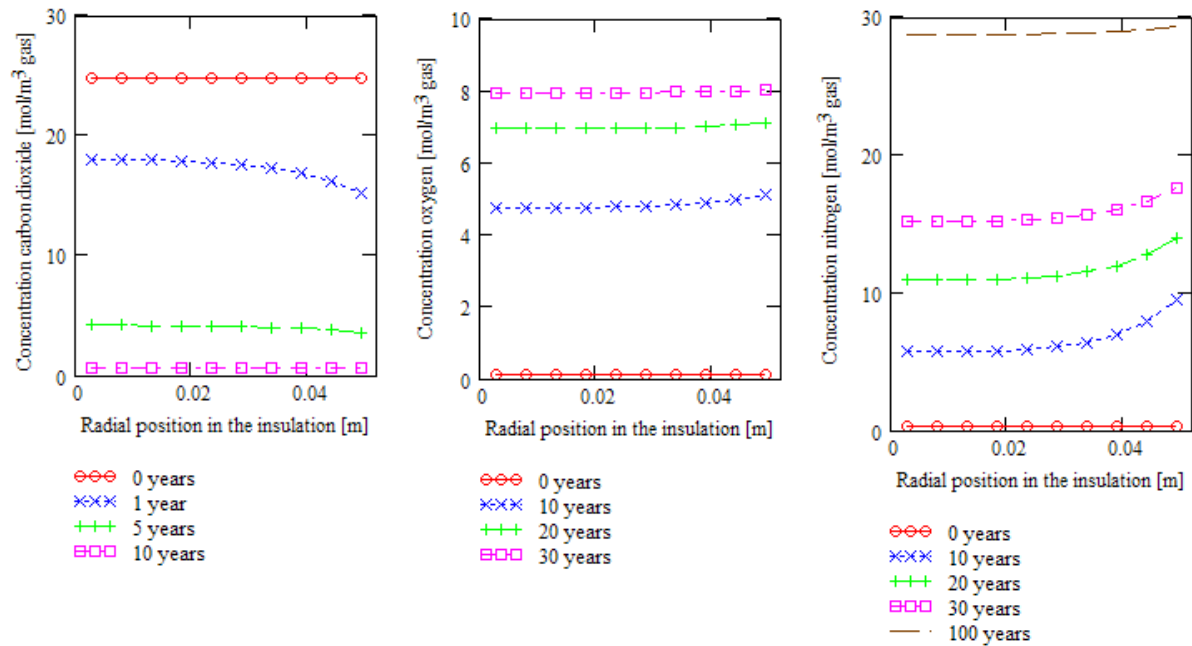 Concentration carbon dioxide [mol/m³ gas]
30
20
10
0
0
0.02
0.04
Radial position in the insulation [m]
0 years
1 year
5 years
10 years
Concentration oxygen [mol/m³ gas]
10
8
6
4
2
0
0
0.02
0.04
Radial position in the insulation [m]
0 years
10 years
20 years
30 years
Concentration nitrogen [mol/m³ gas]
30
20
10
0
0
0.02
0.04
Radial position in the insulation [m]
0 years
10 years
20 years
30 years
100 years